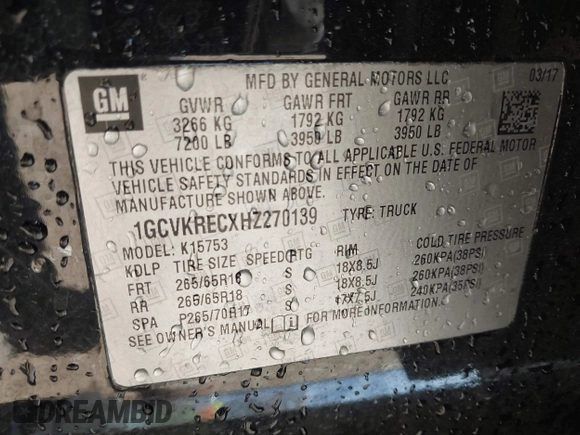 GM
MFD BY GENERAL MOTORS LLC 03/17
GVWR GAWR FRT GAWR RR
3266 KG 1792 KG 1792 KG
7200 LB 3950 LB 3950 LB
THIS VEHICLE CONFORMS TO ALL APPLICABLE U.S. FEDERAL MOTOR
VEHICLE SAFETY STANDARDS IN EFFECT ON THE DATE OF
MANUFACTURE SHOWN ABOVE.
1GCVKRECXHZ270139 TYPE: TRUCK
MODEL: K15753
KDLP TIRE SIZE SPEED RTG RIM COLD TIRE PRESSURE
FRT 265/65R18 S 18X8.5J 260KPA(38PSI)
RR 265/65R18 S 18X8.5J 260KPA(38PSI)
SPA P265/70R17 S 17X7.5J 240KPA(35PSI)
SEE OWNER'S MANUAL FOR MORE INFORMATION.
DREAMBID